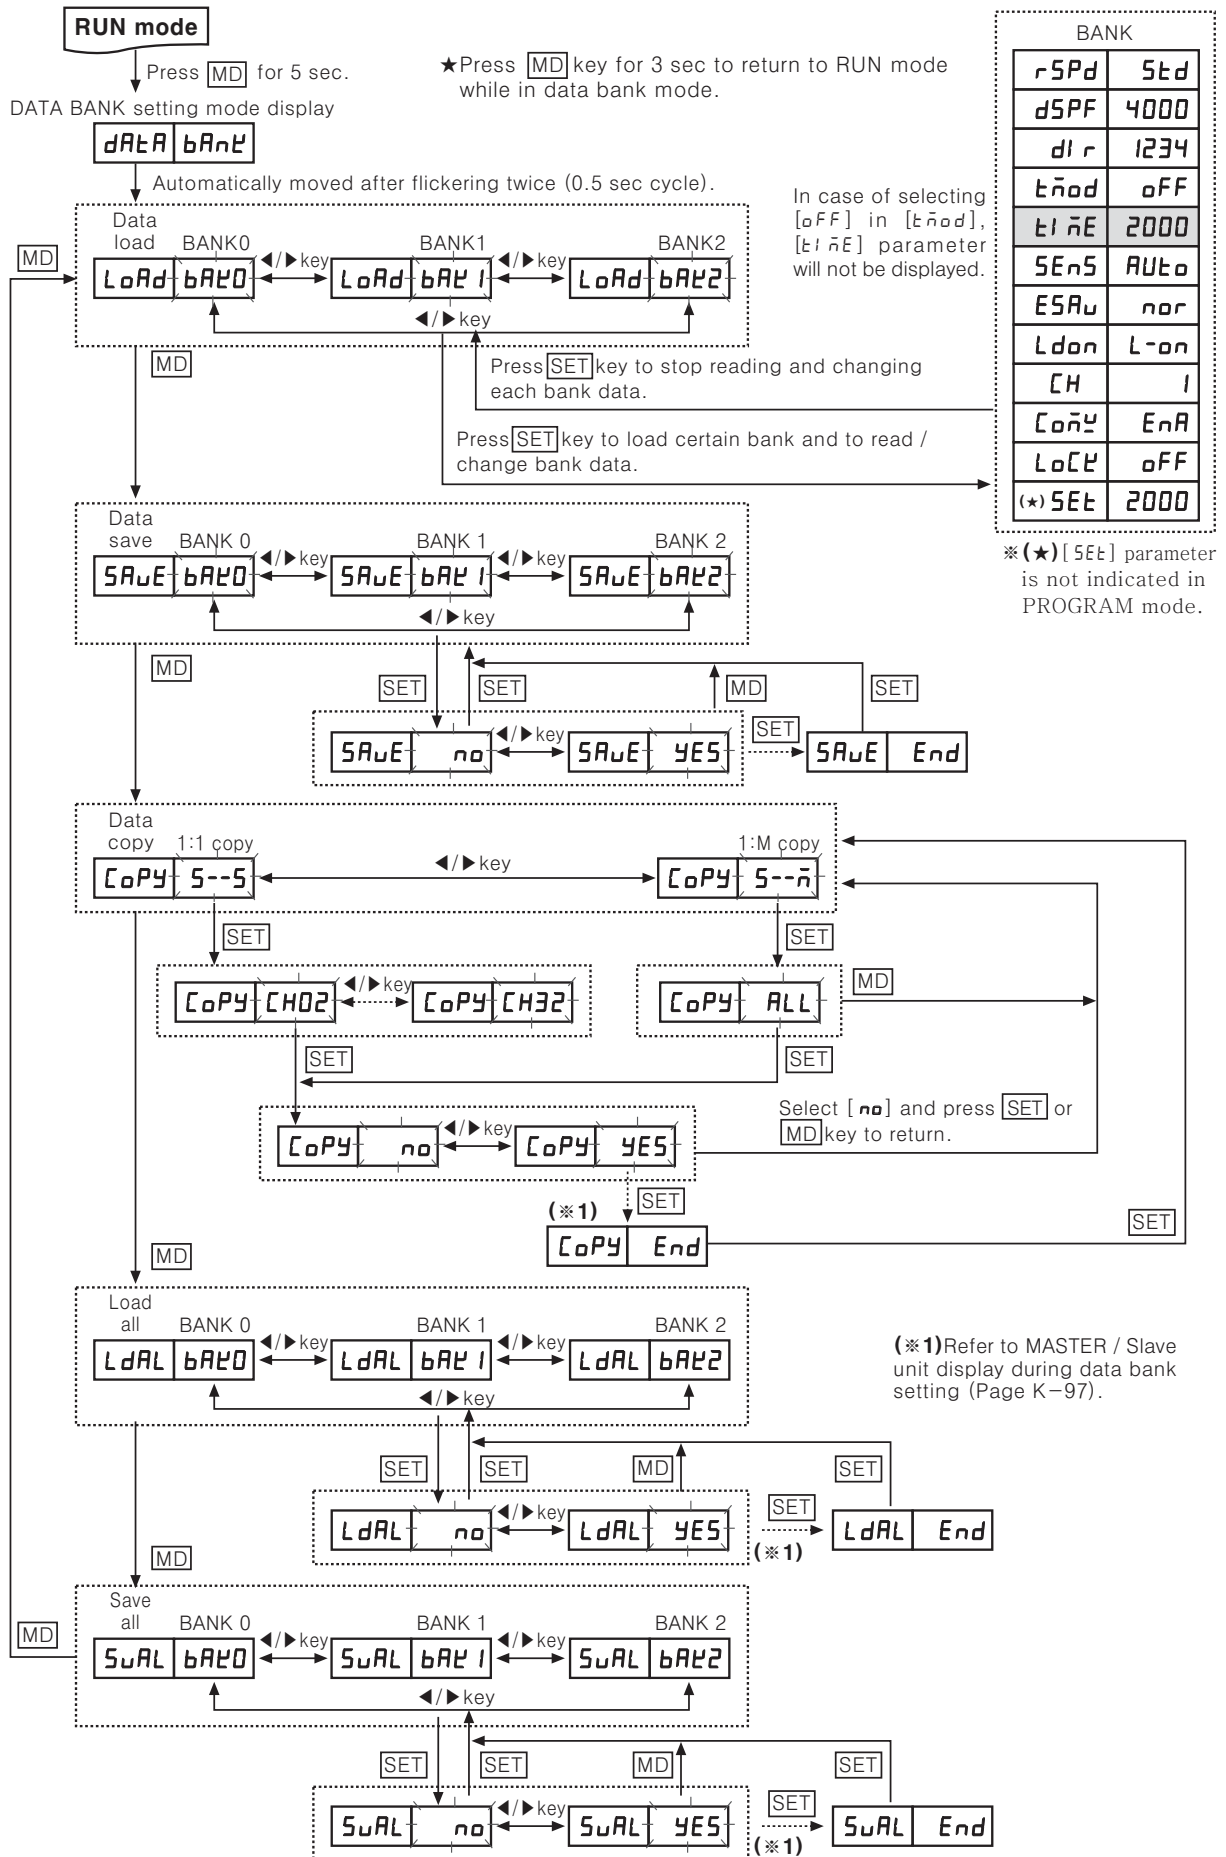 RUN mode
Press MD for 5 sec.
DATA BANK setting mode display
dAtA bAnK
Automatically moved after flickering twice (0.5 sec cycle).
★Press MD key for 3 sec to return to RUN mode
while in data bank mode.
BANK
rSPd Std
dSPF 4000
dIr 1234
tmod oFF
tImE 2000
SEnS AUto
ESAv nor
Ldon L-on
CH 1
ComY EnA
LoCK oFF
(★) SEt 2000
※(★)[SEt] parameter
is not indicated in
PROGRAM mode.
In case of selecting
[oFF] in [tmod],
[tImE] parameter
will not be displayed.
MD
Data
load BANK0 BANK1 BANK2
LoAd bAK0 ◀/▶key LoAd bAK1 ◀/▶key LoAd bAK2
◀/▶key
MD
Press SET key to stop reading and changing
each bank data.
Press SET key to load certain bank and to read /
change bank data.
Data
save BANK 0 BANK 1 BANK 2
SAvE bAK0 ◀/▶key SAvE bAK1 ◀/▶key SAvE bAK2
◀/▶key
MD
SET SET MD SET
SAvE no ◀/▶key SAvE YES SET SAvE End
Data
copy 1:1 copy 1:M copy
CoPY S--S ◀/▶key CoPY S--m
SET SET
CoPY CH02 ◀/▶key CoPY CH32 CoPY ALL MD
SET SET
CoPY no ◀/▶key CoPY YES
Select [no] and press SET or
MD key to return.
(※1) SET
CoPY End SET
MD
Load
all BANK 0 BANK 1 BANK 2
LdAL bAK0 ◀/▶key LdAL bAK1 ◀/▶key LdAL bAK2
◀/▶key
(※1)Refer to MASTER / Slave
unit display during data bank
setting (Page K-97).
SET SET MD SET
LdAL no ◀/▶key LdAL YES SET LdAL End
(※1)
MD
Save
all BANK 0 BANK 1 BANK 2
MD
SvAL bAK0 ◀/▶key SvAL bAK1 ◀/▶key SvAL bAK2
◀/▶key
SET SET MD SET
SvAL no ◀/▶key SvAL YES SET SvAL End
(※1)